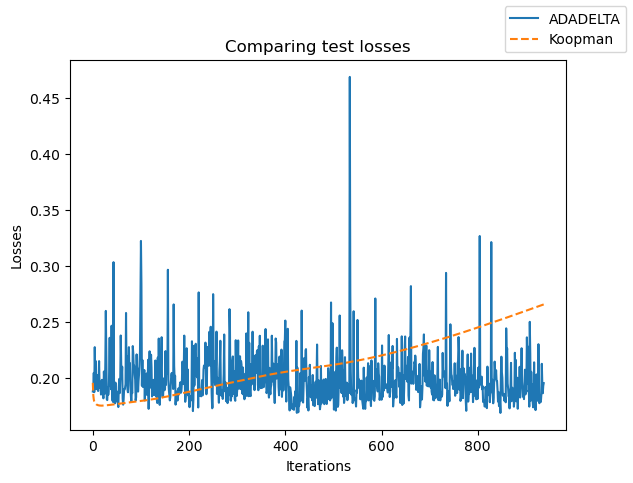 ADADELTA
Koopman
Comparing test losses
0.45
0.40
0.35
0.30
0.25
0.20
Losses
0 200 400 600 800
Iterations